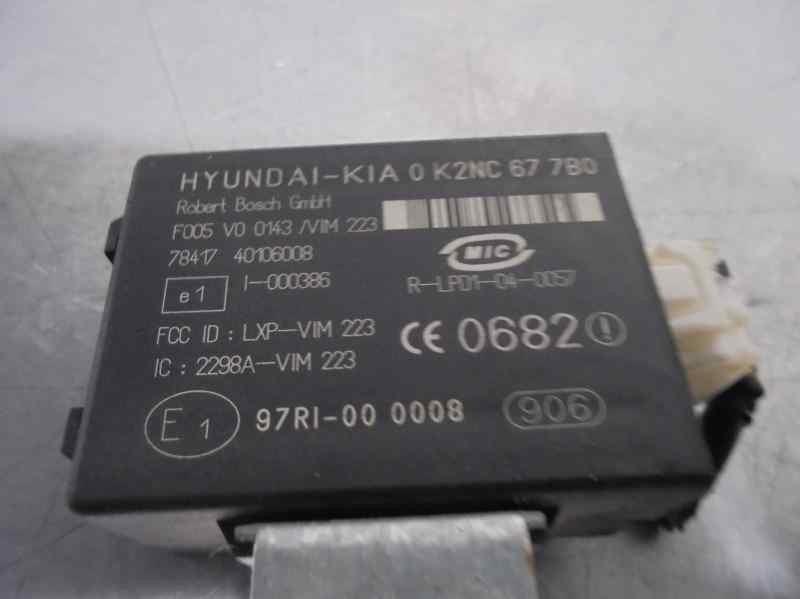 HYUNDAI-KIA 0 K2NC 67 7B0
Robert Bosch GmbH
F005 V0 0143 /VIM 223
78417 40106008
MIC
e1 I-000386
R-LPD1-04-0057
FCC ID : LXP-VIM 223
CE 0682
IC : 2298A-VIM 223
E1 97RI-00 0008 906